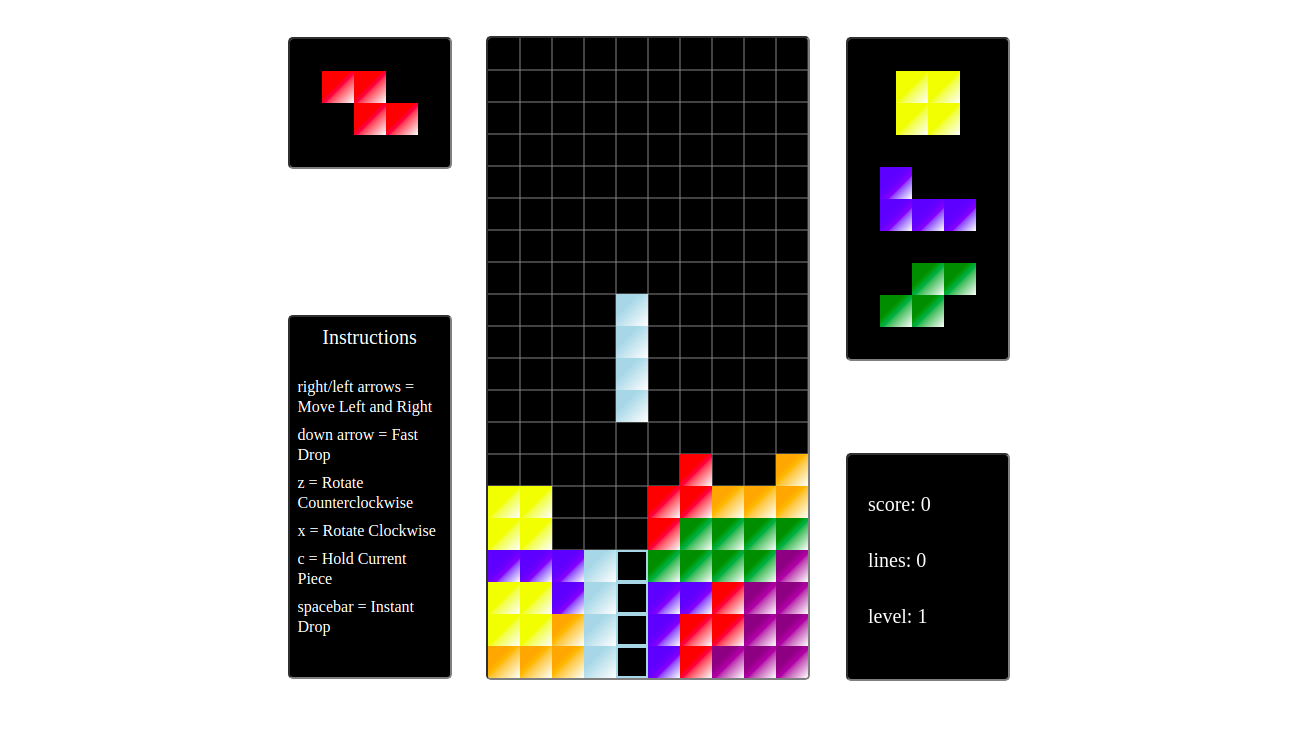 Instructions
right/left arrows =
Move Left and Right
down arrow = Fast
Drop
z = Rotate
Counterclockwise
x = Rotate Clockwise
c = Hold Current
Piece
spacebar = Instant
Drop
score: 0
lines: 0
level: 1